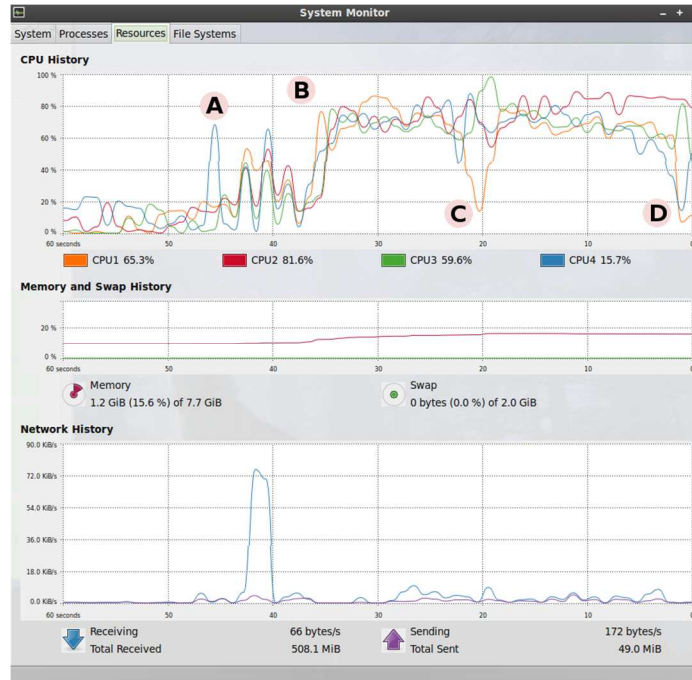 System Monitor
System Processes Resources File Systems
CPU History
100 %
80 %
60 %
40 %
20 %
0 %
A
B
C
D
60 seconds 50 40 30 20 10 0
CPU1 65.3% CPU2 81.6% CPU3 59.6% CPU4 15.7%
Memory and Swap History
20 %
0 %
60 seconds 50 40 30 20 10 0
Memory
1.2 GiB (15.6 %) of 7.7 GiB
Swap
0 bytes (0.0 %) of 2.0 GiB
Network History
90.0 KiB/s
72.0 KiB/s
54.0 KiB/s
36.0 KiB/s
18.0 KiB/s
0.0 KiB/s
60 seconds 50 40 30 20 10 0
Receiving 66 bytes/s
Total Received 508.1 MiB
Sending 172 bytes/s
Total Sent 49.0 MiB